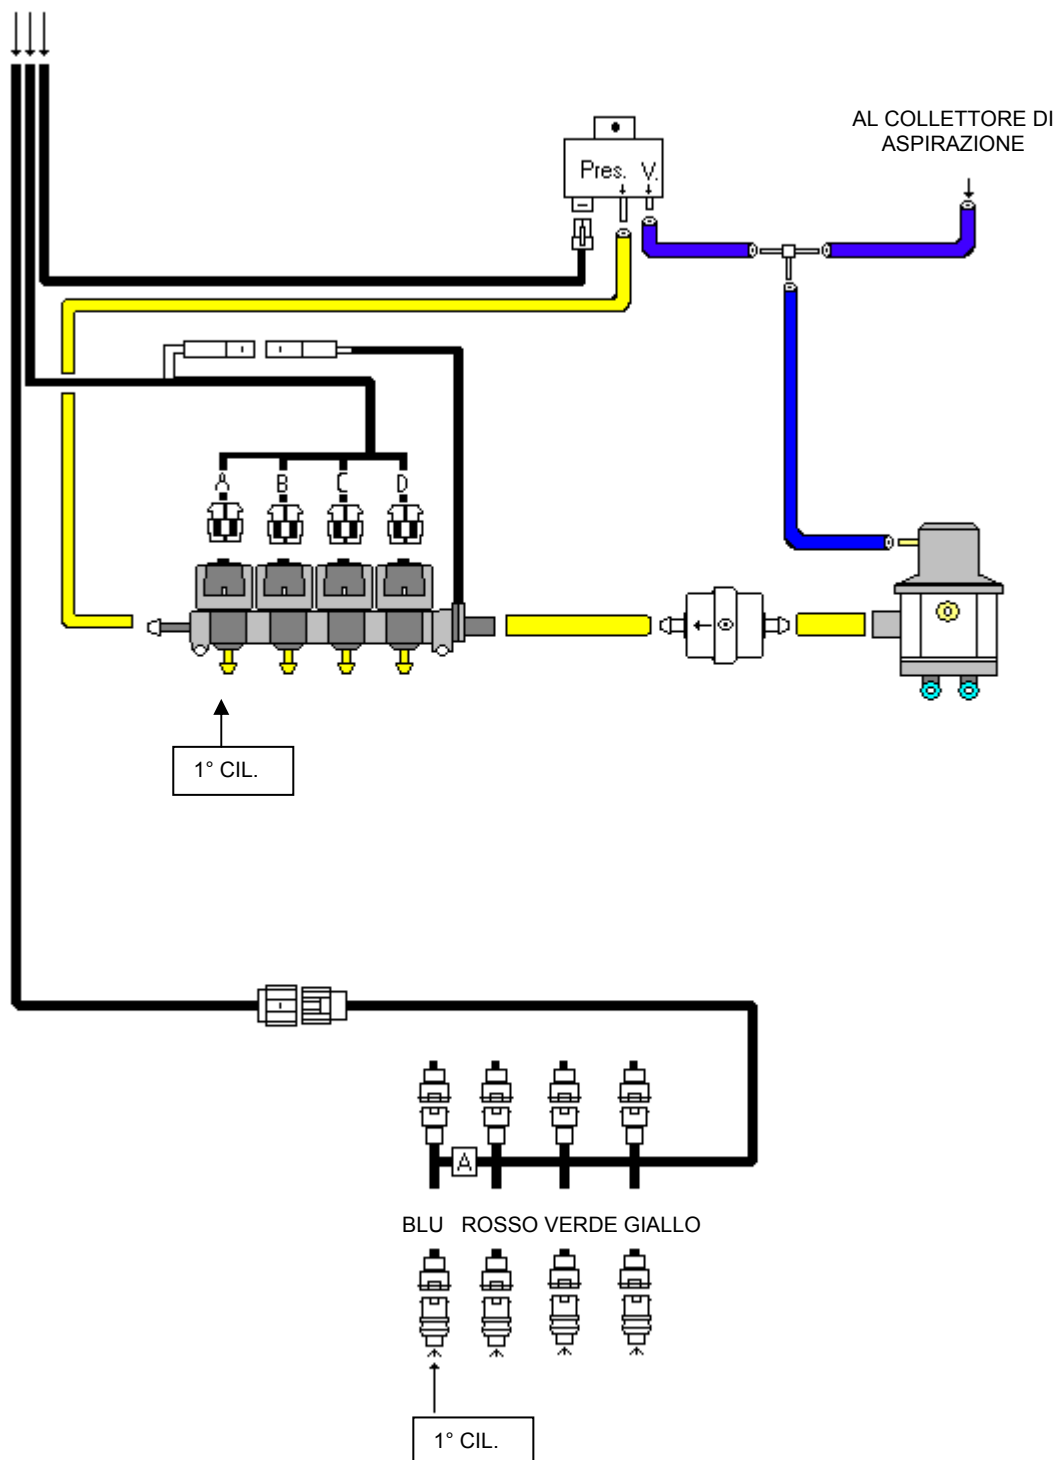 AL COLLETTORE DI
ASPIRAZIONE
Pres. V.
A B C D
1° CIL.
A
BLU ROSSO VERDE GIALLO
1° CIL.